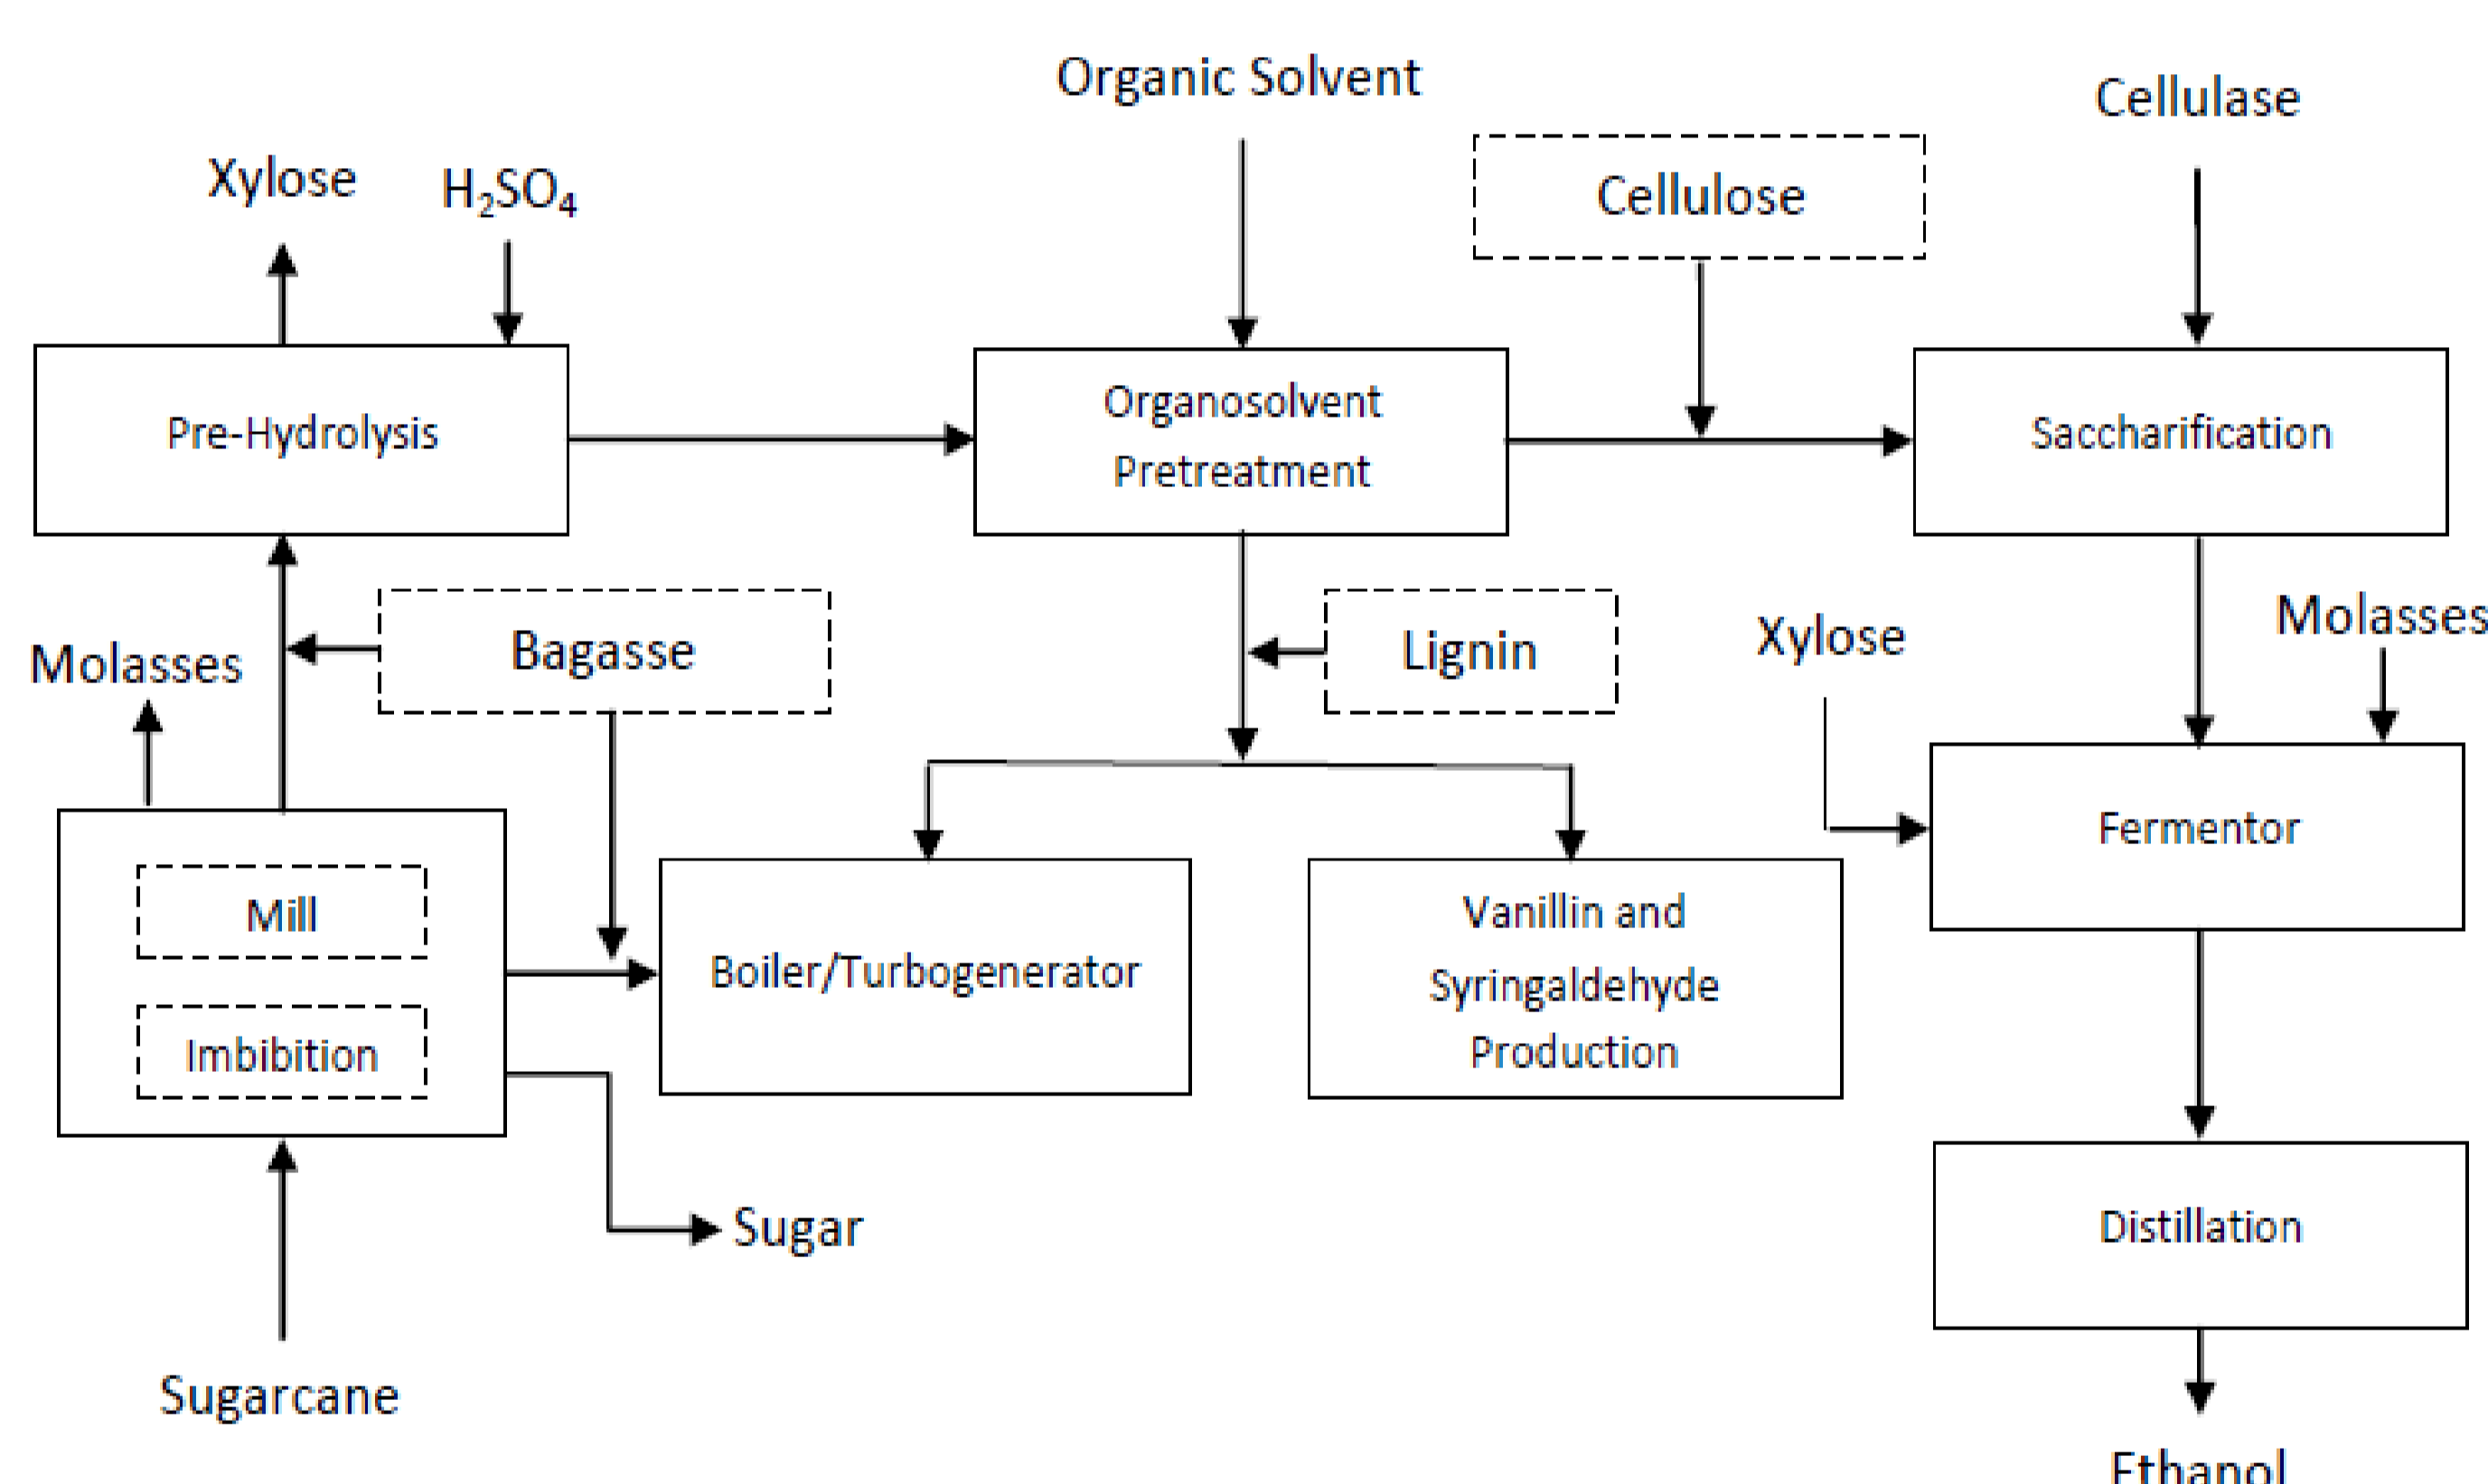 Organic Solvent
Cellulase
Xylose
H₂SO₄
Cellulose
Pre-Hydrolysis
Organosolvent
Pretreatment
Saccharification
Molasses
Bagasse
Lignin
Xylose
Molasses
Mill
Imbibition
Boiler/Turbogenerator
Vanillin and
Syringaldehyde
Production
Fermentor
Sugar
Distillation
Sugarcane
Ethanol